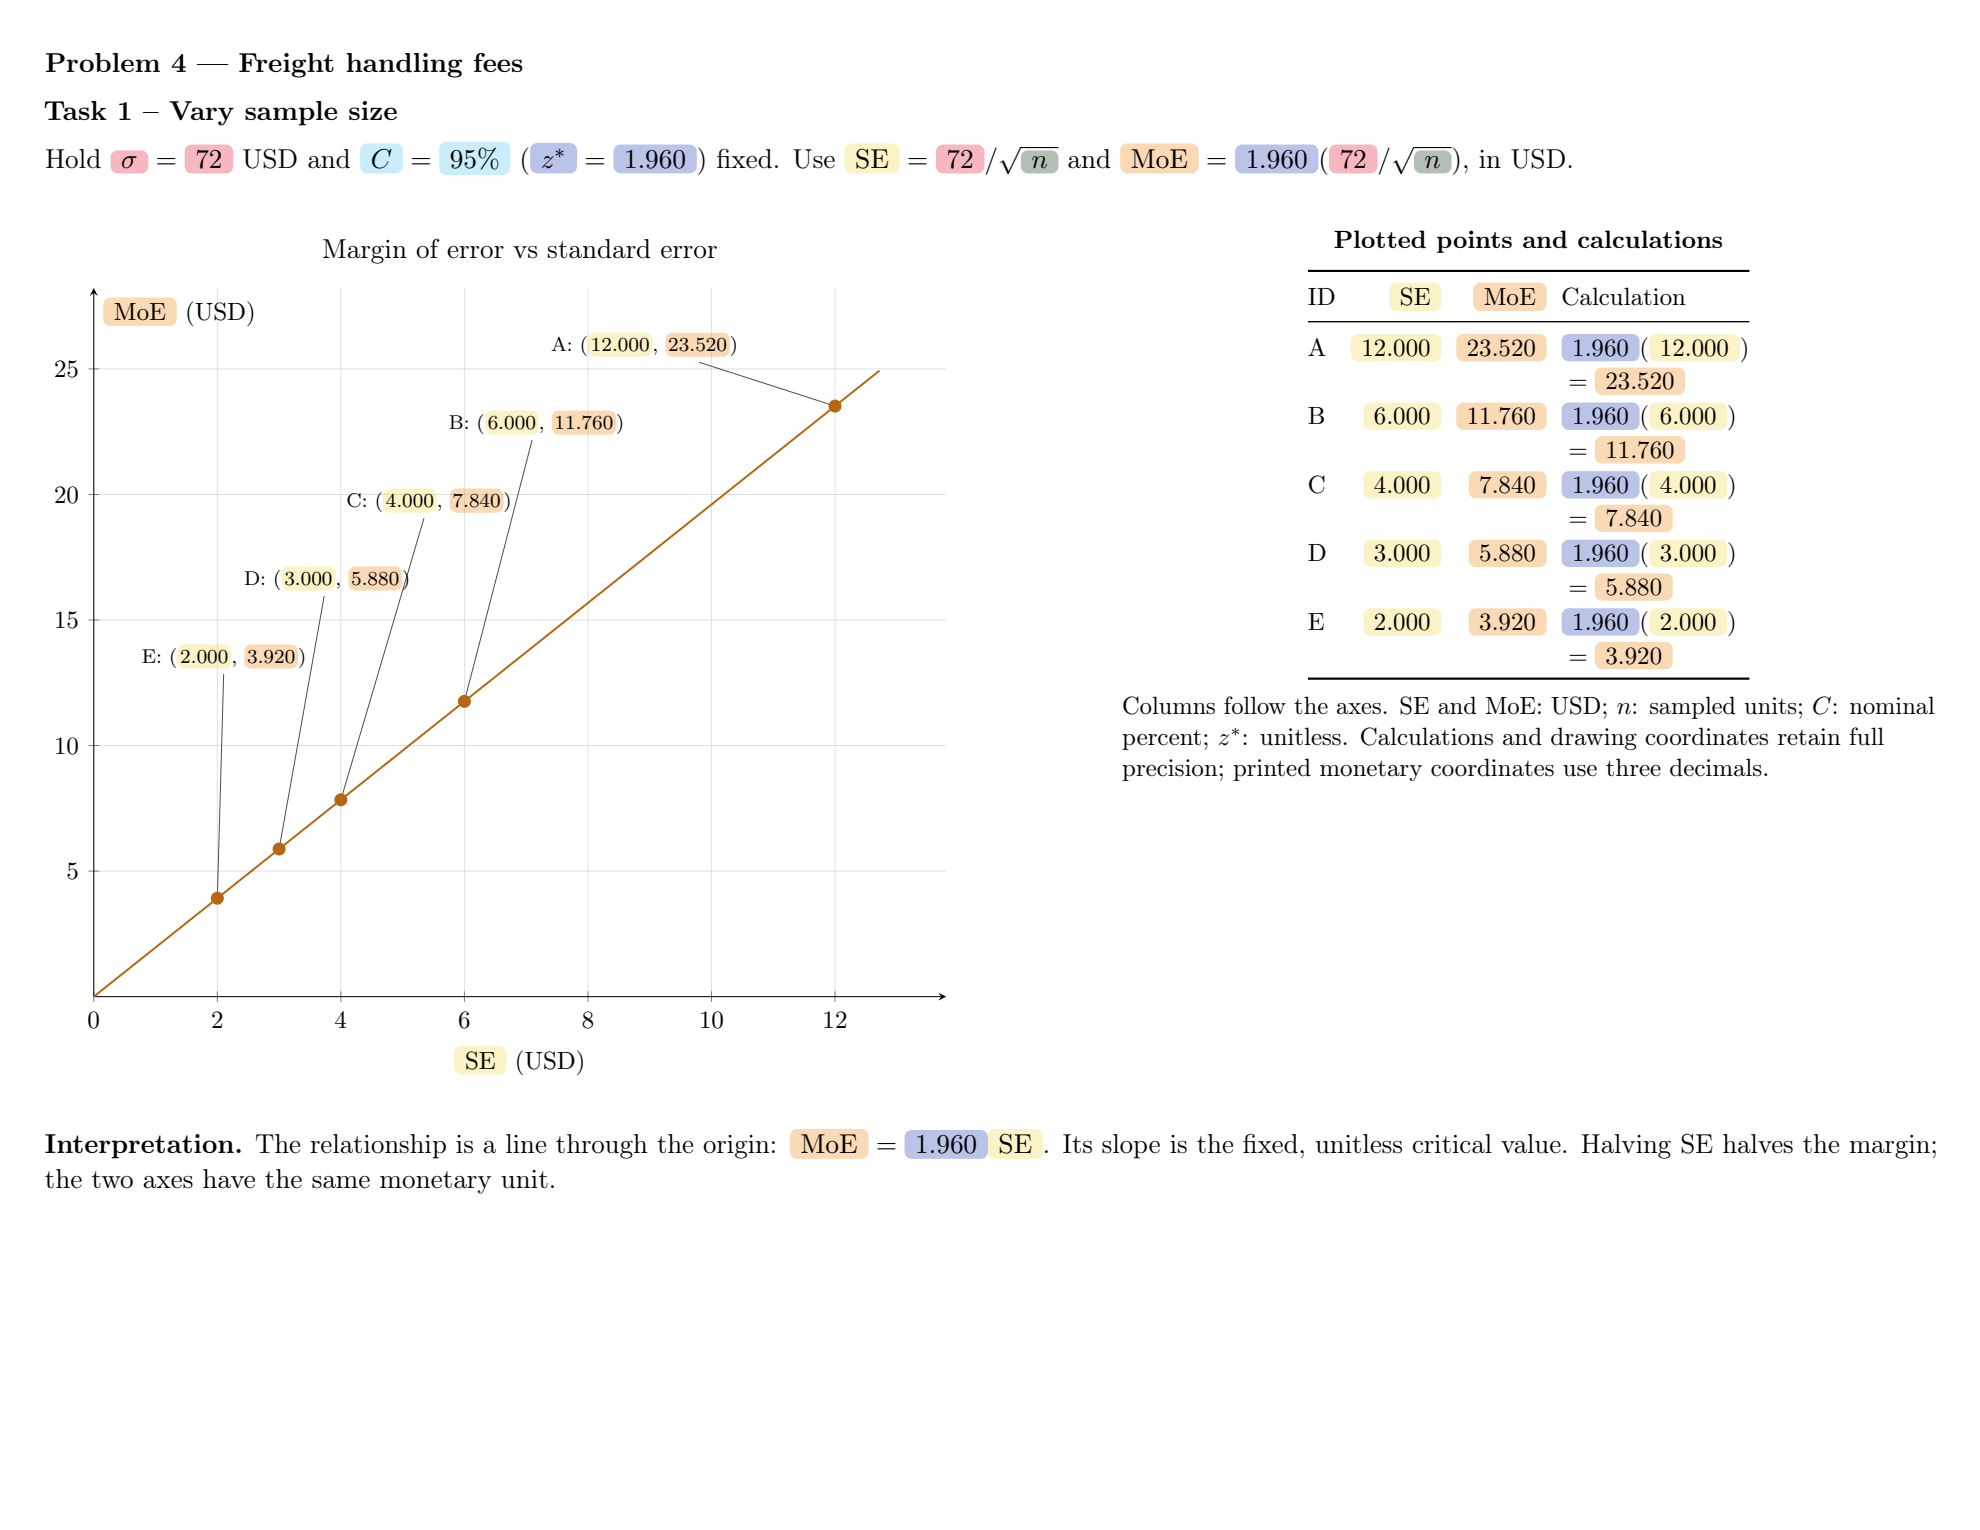 Problem 4 — Freight handling fees
Task 1 – Vary sample size
Hold σ = 72 USD and C = 95% (z* = 1.960) fixed. Use SE = 72/√n and MoE = 1.960(72/√n), in USD.
Margin of error vs standard error
MoE (USD)
A: (12.000, 23.520)
25
B: (6.000, 11.760)
20
C: (4.000, 7.840)
D: (3.000, 5.880)
15
E: (2.000, 3.920)
10
5
0 2 4 6 8 10 12
SE (USD)
Plotted points and calculations
ID SE MoE Calculation
A 12.000 23.520 1.960(12.000)
= 23.520
B 6.000 11.760 1.960(6.000)
= 11.760
C 4.000 7.840 1.960(4.000)
= 7.840
D 3.000 5.880 1.960(3.000)
= 5.880
E 2.000 3.920 1.960(2.000)
= 3.920
Columns follow the axes. SE and MoE: USD; n: sampled units; C: nominal
percent; z*: unitless. Calculations and drawing coordinates retain full
precision; printed monetary coordinates use three decimals.
Interpretation. The relationship is a line through the origin: MoE = 1.960 SE. Its slope is the fixed, unitless critical value. Halving SE halves the margin;
the two axes have the same monetary unit.